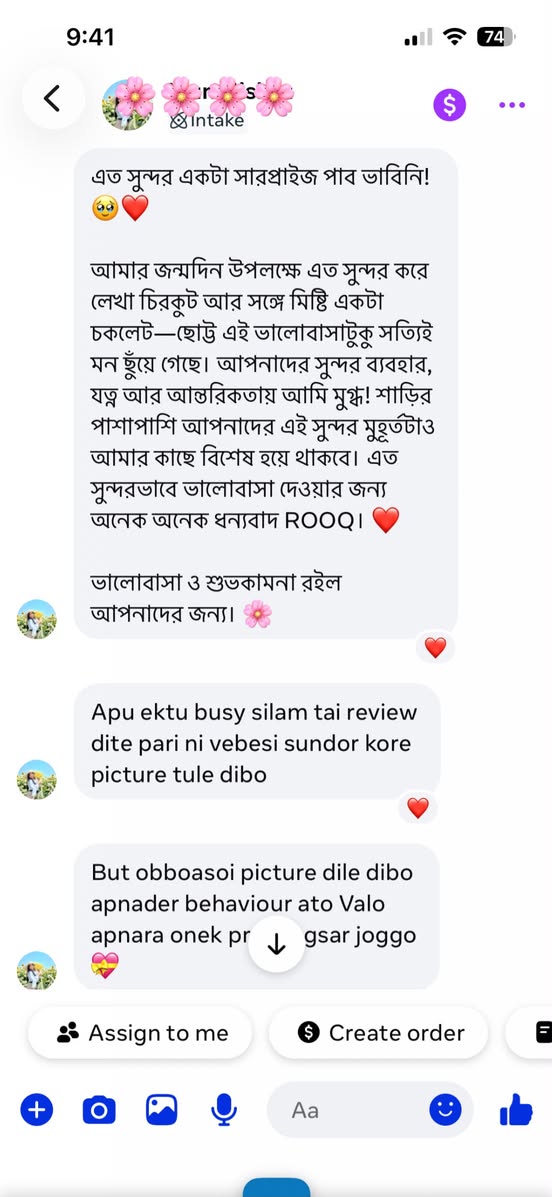 9:41
74
$
Intake
এত সুন্দর একটা সারপ্রাইজ পাব ভাবিনি!
🥹❤️
আমার জন্মদিন উপলক্ষে এত সুন্দর করে
লেখা চিরকুট আর সঙ্গে মিষ্টি একটা
চকলেট—ছোট্ট এই ভালোবাসাটুকু সত্যিই
মন ছুঁয়ে গেছে। আপনাদের সুন্দর ব্যবহার,
যত্ন আর আন্তরিকতায় আমি মুগ্ধ! শাড়ির
পাশাপাশি আপনাদের এই সুন্দর মুহূর্তটাও
আমার কাছে বিশেষ হয়ে থাকবে। এত
সুন্দরভাবে ভালোবাসা দেওয়ার জন্য
অনেক অনেক ধন্যবাদ ROOQ। ❤️
ভালোবাসা ও শুভকামনা রইল
আপনাদের জন্য। 🌸
Apu ektu busy silam tai review
dite pari ni vebesi sundor kore
picture tule dibo
But obboasoi picture dile dibo
apnader behaviour ato Valo
apnara onek joggo
💝
Assign to me
$ Create order
Aa